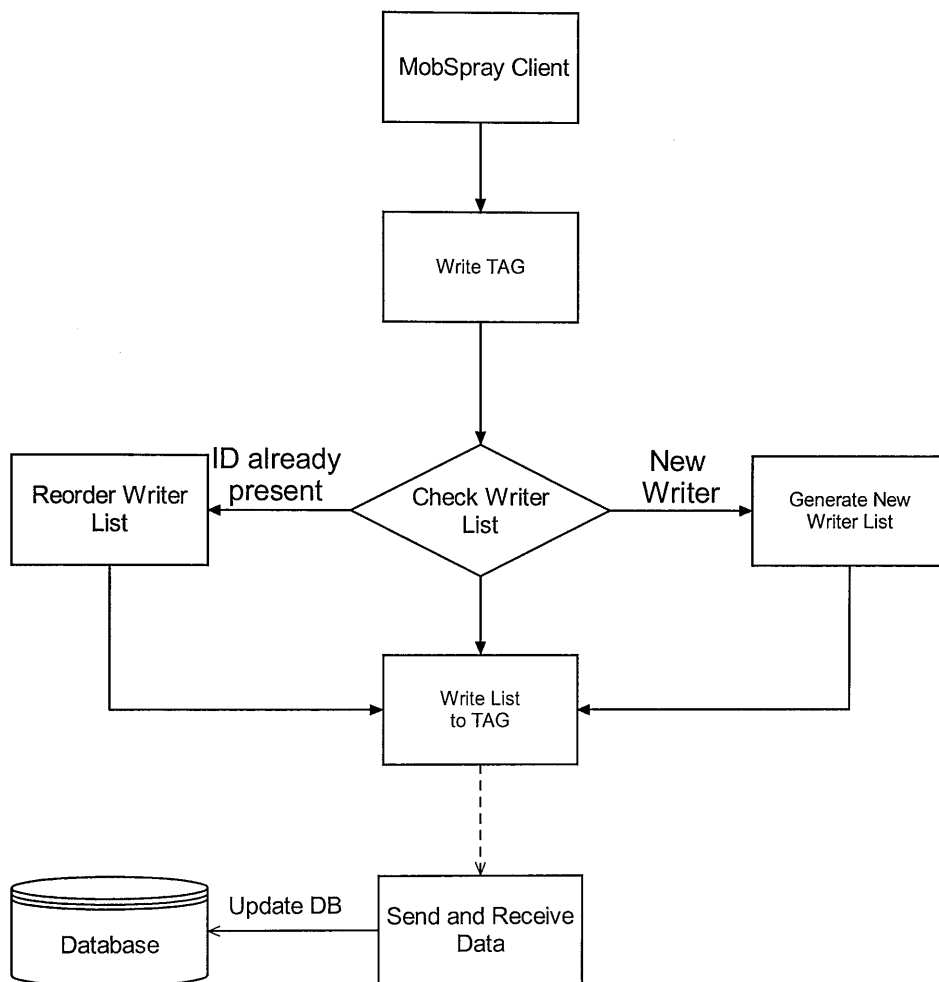 MobSpray Client
Write TAG
ID already
present
New
Writer
Reorder Writer
List
Check Writer
List
Generate New
Writer List
Write List
to TAG
Update DB
Send and Receive
Data
Database